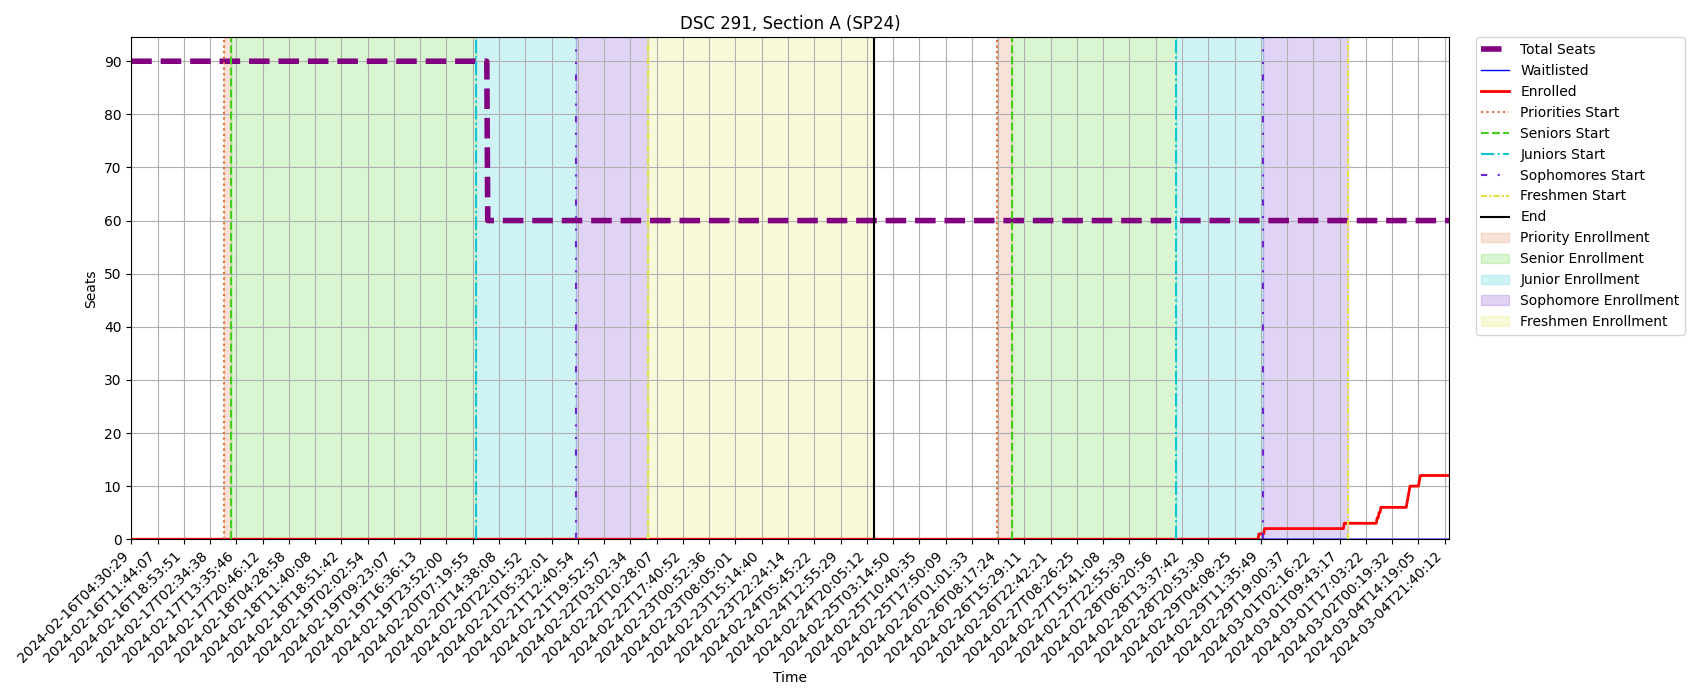 DSC 291, Section A (SP24)
Seats
90
80
70
60
50
40
30
20
10
0
2024-02-16T04:30:29
2024-02-16T11:44:07
2024-02-16T18:53:51
2024-02-17T02:34:38
2024-02-17T13:35:46
2024-02-17T20:46:12
2024-02-18T04:28:58
2024-02-18T11:40:08
2024-02-18T18:51:42
2024-02-19T02:02:54
2024-02-19T09:23:07
2024-02-19T16:36:13
2024-02-19T23:52:00
2024-02-20T07:19:55
2024-02-20T14:38:08
2024-02-20T22:01:52
2024-02-21T05:32:01
2024-02-21T12:40:54
2024-02-21T19:52:57
2024-02-22T03:02:34
2024-02-22T10:28:07
2024-02-22T17:40:52
2024-02-23T00:52:36
2024-02-23T08:05:01
2024-02-23T15:14:40
2024-02-23T22:24:14
2024-02-24T05:45:22
2024-02-24T12:55:29
2024-02-24T20:05:12
2024-02-25T03:14:50
2024-02-25T10:40:35
2024-02-25T17:50:09
2024-02-26T01:01:33
2024-02-26T08:17:24
2024-02-26T15:29:11
2024-02-26T22:42:21
2024-02-27T08:26:25
2024-02-27T15:41:08
2024-02-27T22:55:39
2024-02-28T06:20:56
2024-02-28T13:37:42
2024-02-28T20:53:30
2024-02-29T04:08:25
2024-02-29T11:35:49
2024-02-29T19:00:37
2024-03-01T02:16:22
2024-03-01T09:43:17
2024-03-01T17:03:22
2024-03-02T00:19:32
2024-03-04T14:19:05
2024-03-04T21:40:12
Time
Total Seats
Waitlisted
Enrolled
Priorities Start
Seniors Start
Juniors Start
Sophomores Start
Freshmen Start
End
Priority Enrollment
Senior Enrollment
Junior Enrollment
Sophomore Enrollment
Freshmen Enrollment